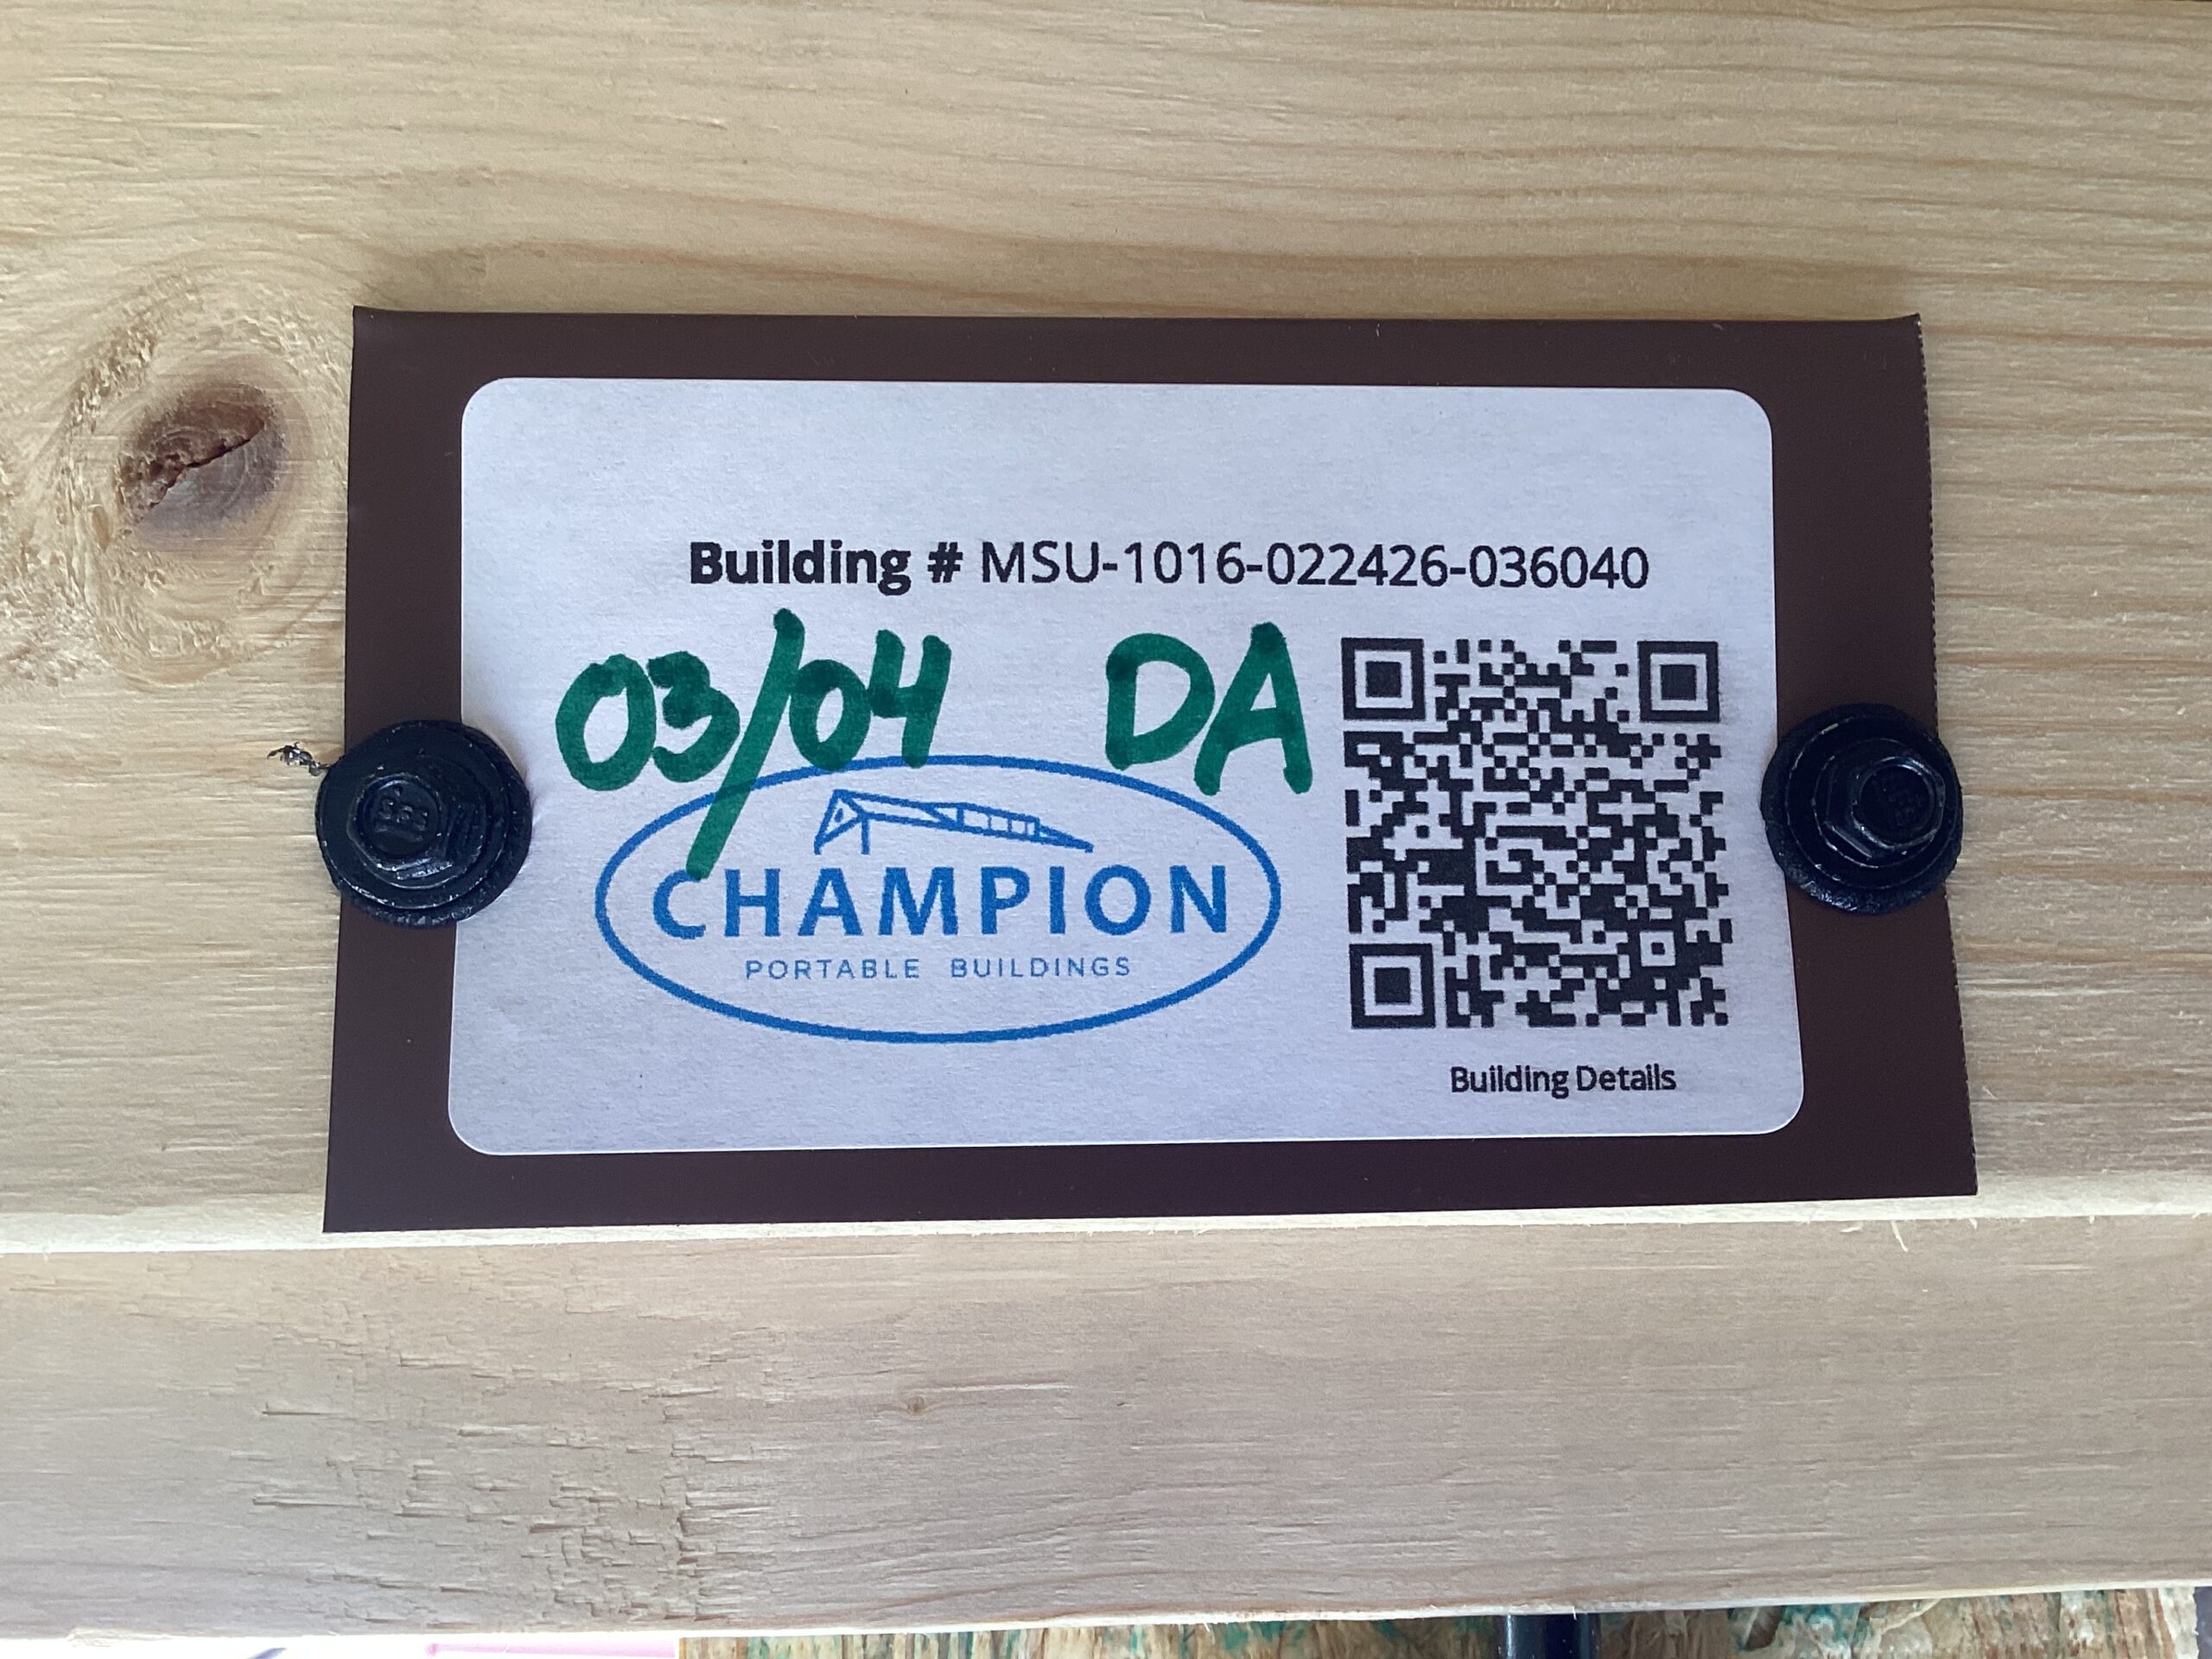 Building # MSU-1016-022426-036040
03/04 DA
CHAMPION
PORTABLE BUILDINGS
Building Details